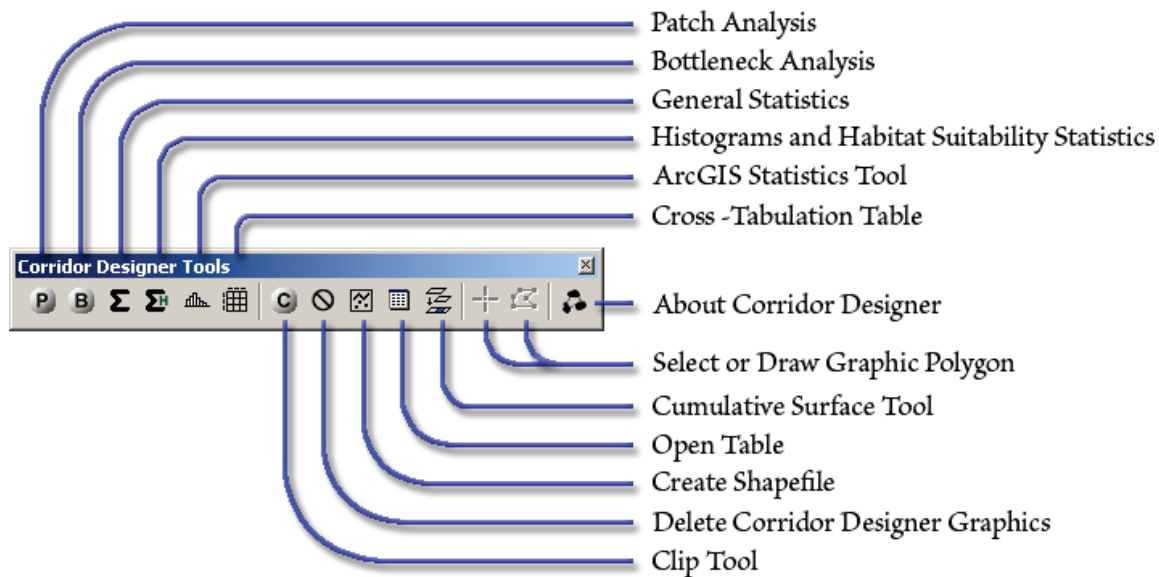 Patch Analysis
Bottleneck Analysis
General Statistics
Histograms and Habitat Suitability Statistics
ArcGIS Statistics Tool
Cross -Tabulation Table
Corridor Designer Tools
P B Σ ΣH C
About Corridor Designer
Select or Draw Graphic Polygon
Cumulative Surface Tool
Open Table
Create Shapefile
Delete Corridor Designer Graphics
Clip Tool